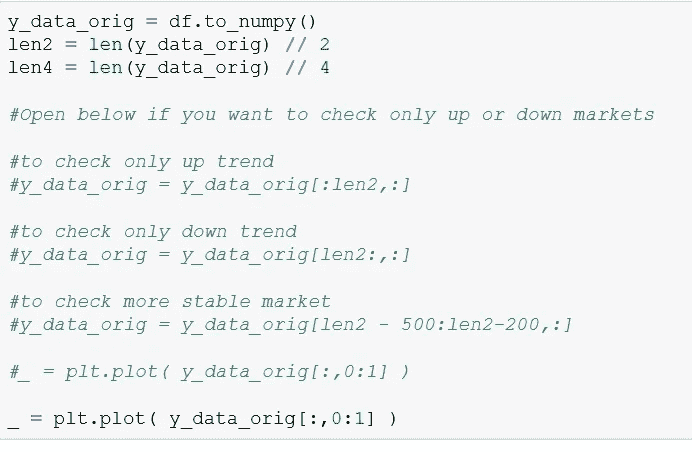 y_data_orig = df.to_numpy()
len2 = len(y_data_orig) // 2
len4 = len(y_data_orig) // 4
#Open below if you want to check only up or down markets
#to check only up trend
#y_data_orig = y_data_orig[:len2,:]
#to check only down trend
#y_data_orig = y_data_orig[len2:,:]
#to check more stable market
#y_data_orig = y_data_orig[len2 - 500:len2-200,:]
#_ = plt.plot( y_data_orig[:,0:1] )
_ = plt.plot( y_data_orig[:,0:1] )